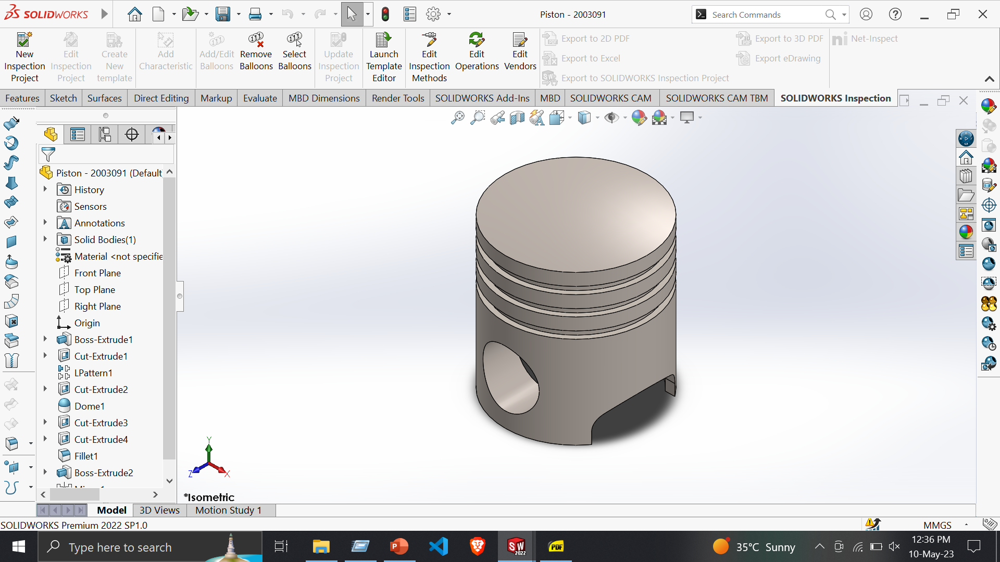 SOLIDWORKS
Piston - 2003091
Search Commands
New Inspection Project
Edit Inspection Project
Create New template
Add Characteristic
Add/Edit Balloons
Remove Balloons
Select Balloons
Update Inspection Project
Launch Template Editor
Edit Inspection Methods
Edit Operations
Edit Vendors
Export to 2D PDF
Export to Excel
Export to SOLIDWORKS Inspection Project
Export to 3D PDF
Export eDrawing
Net-Inspect
Features
Sketch
Surfaces
Direct Editing
Markup
Evaluate
MBD Dimensions
Render Tools
SOLIDWORKS Add-Ins
MBD
SOLIDWORKS CAM
SOLIDWORKS CAM TBM
SOLIDWORKS Inspection
Piston - 2003091 (Default
History
Sensors
Annotations
Solid Bodies(1)
Material <not specifie
Front Plane
Top Plane
Right Plane
Origin
Boss-Extrude1
Cut-Extrude1
LPattern1
Cut-Extrude2
Dome1
Cut-Extrude3
Cut-Extrude4
Fillet1
Boss-Extrude2
Y
Z
X
*Isometric
Model
3D Views
Motion Study 1
SOLIDWORKS Premium 2022 SP1.0
MMGS
Type here to search
P
SW
2022
PDF
35°C Sunny
12:36 PM
10-May-23